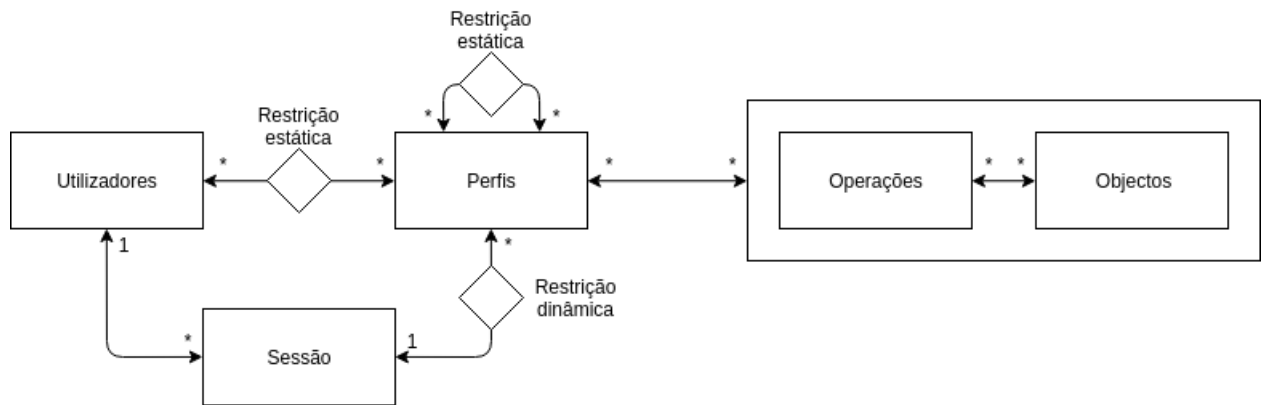 Restrição
estática
Restrição
estática
* *
Utilizadores
* *
Perfis
* *
Operações
* *
Objectos
1
*
Restrição
dinâmica
*
Sessão
1